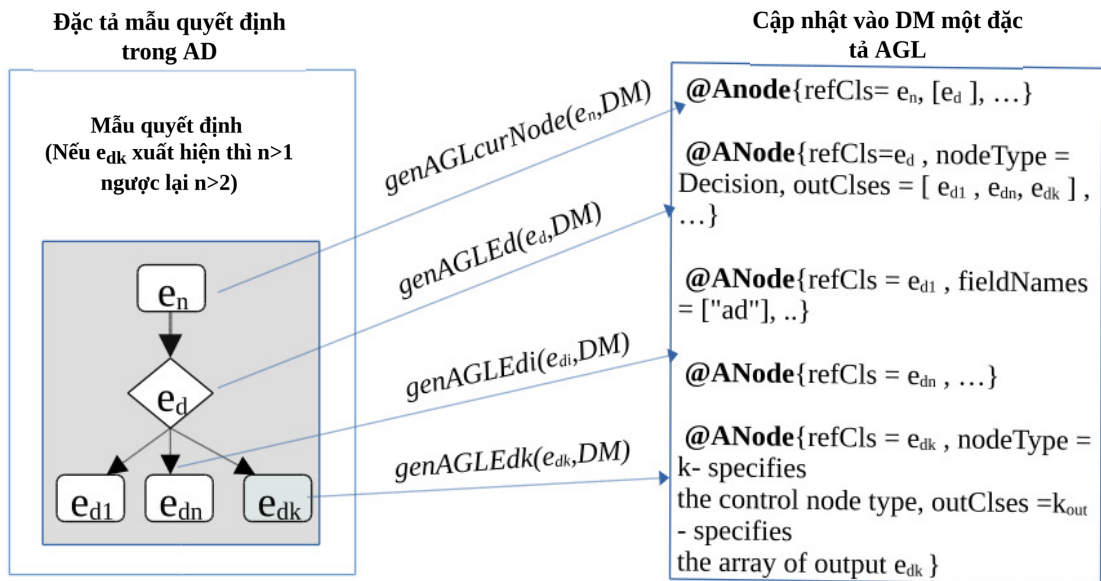 Đặc tả mẫu quyết định
trong AD
Mẫu quyết định
(Nếu edk xuất hiện thì n>1
ngược lại n>2)
en
ed
ed1
edn
edk
genAGLcurNode(en,DM)
genAGLEd(ed,DM)
genAGLEdi(edi,DM)
genAGLEdk(edk,DM)
Cập nhật vào DM một đặc
tả AGL
@Anode{refCls= en, [ed ], …}
@ANode{refCls=ed , nodeType =
Decision, outClses = [ ed1 , edn, edk ] ,
…}
@ANode{refCls = ed1 , fieldNames
= ["ad"], ..}
@ANode{refCls = edn , …}
@ANode{refCls = edk , nodeType =
k- specifies
the control node type, outClses =kout
- specifies
the array of output edk }